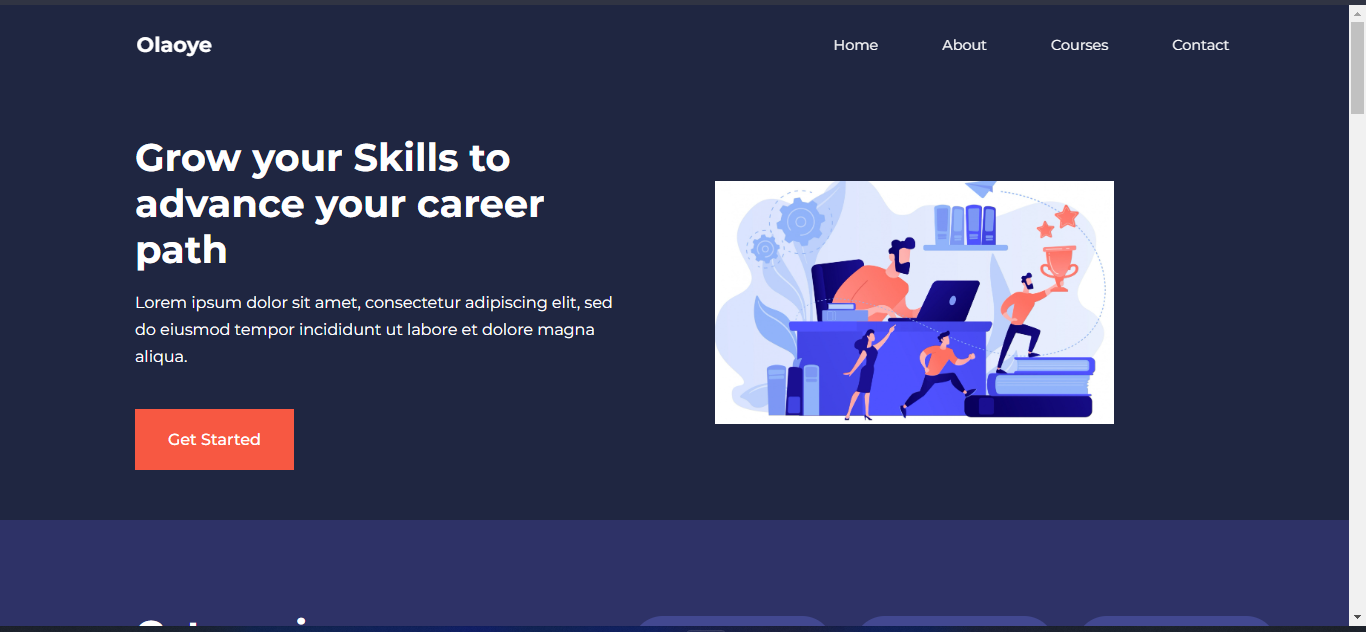 Olaoye
Home About Courses Contact
Grow your Skills to
advance your career
path
Lorem ipsum dolor sit amet, consectetur adipiscing elit, sed
do eiusmod tempor incididunt ut labore et dolore magna
aliqua.
Get Started